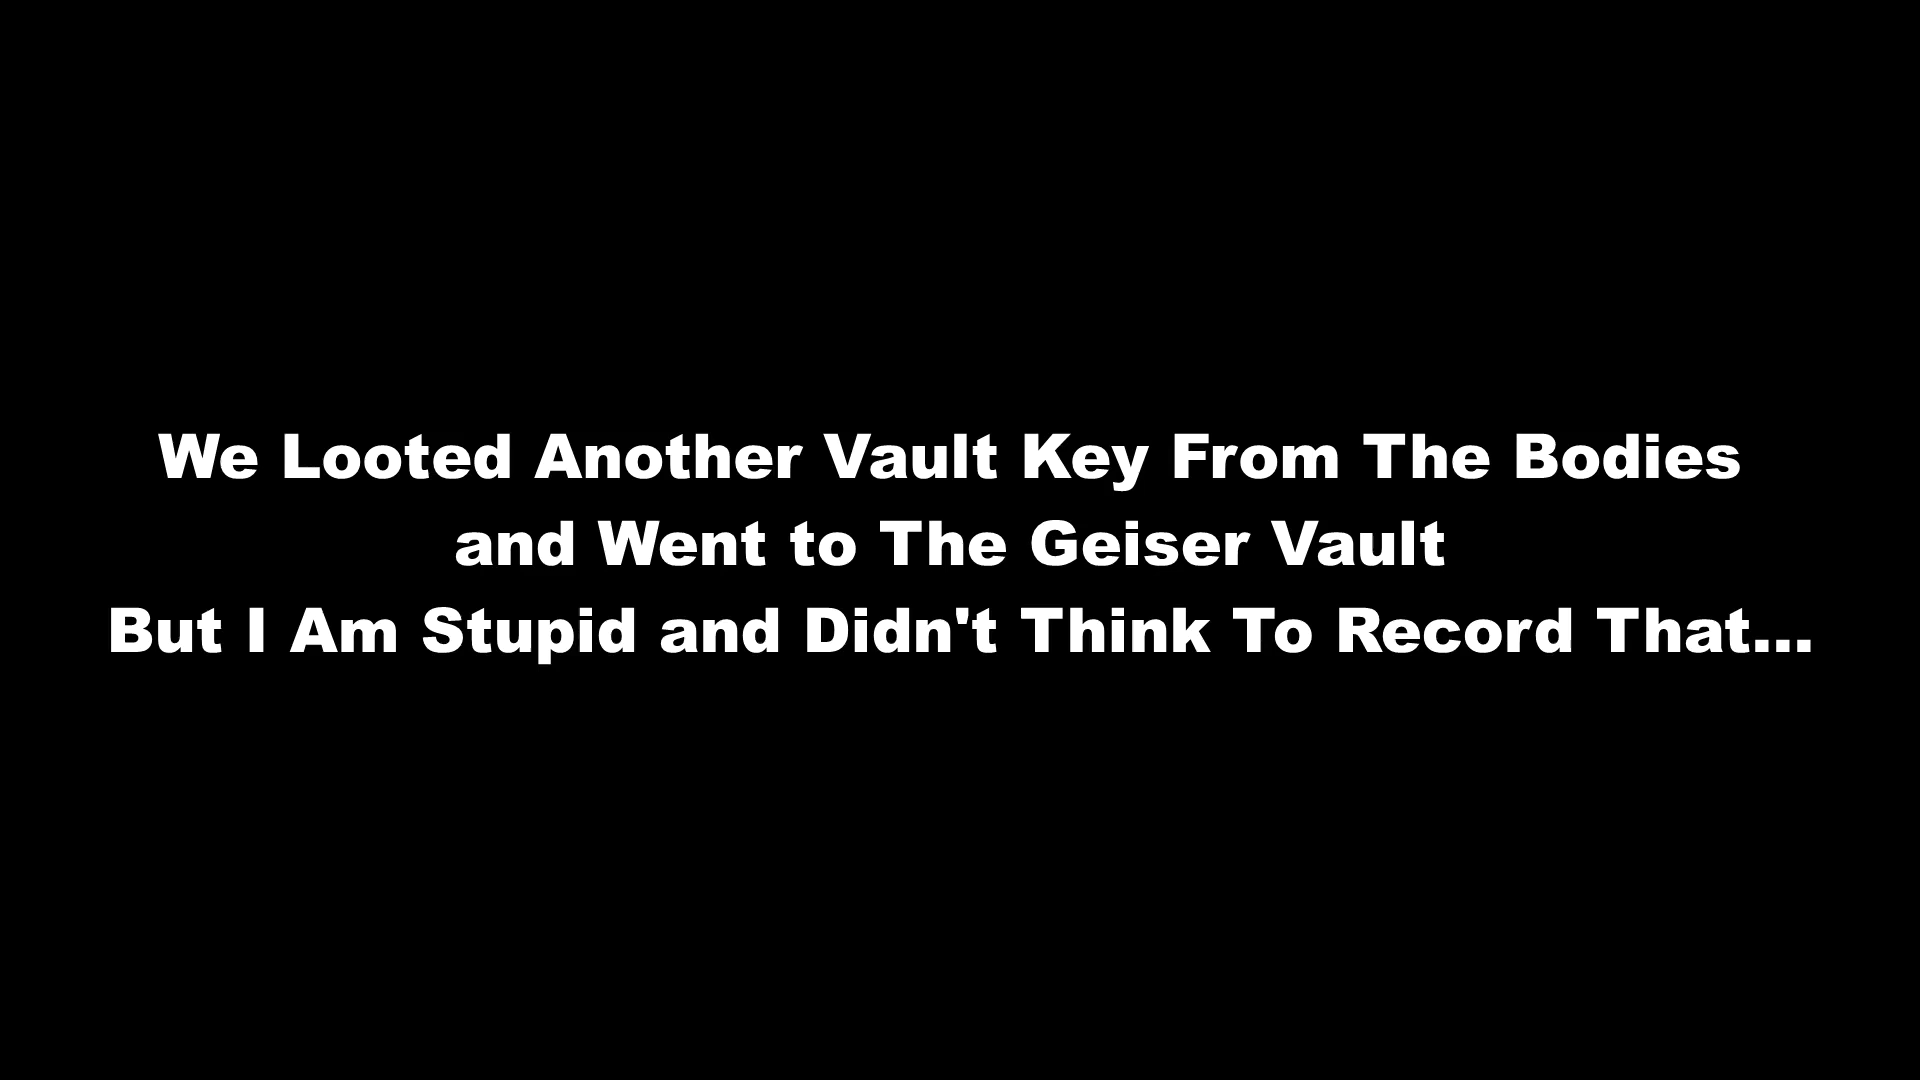 We Looted Another Vault Key From The Bodies
and Went to The Geiser Vault
But I Am Stupid and Didn't Think To Record That...